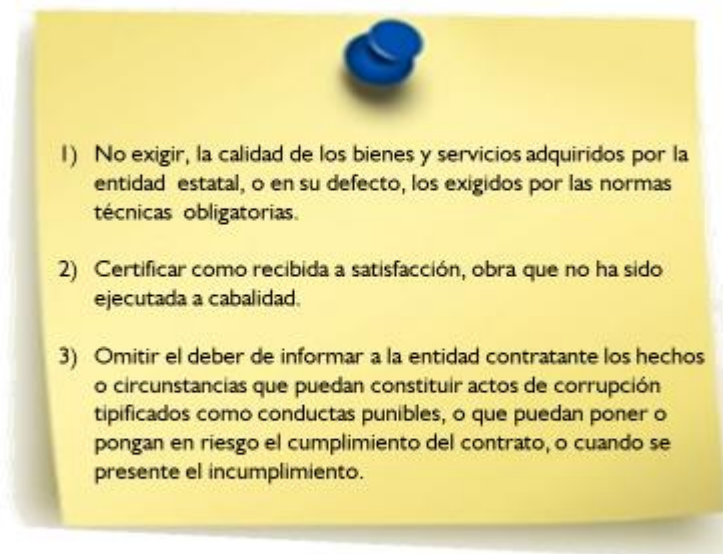 1) No exigir, la calidad de los bienes y servicios adquiridos por la
entidad estatal, o en su defecto, los exigidos por las normas
técnicas obligatorias.
2) Certificar como recibida a satisfacción, obra que no ha sido
ejecutada a cabalidad.
3) Omitir el deber de informar a la entidad contratante los hechos
o circunstancias que puedan constituir actos de corrupción
tipificados como conductas punibles, o que puedan poner o
pongan en riesgo el cumplimiento del contrato, o cuando se
presente el incumplimiento.